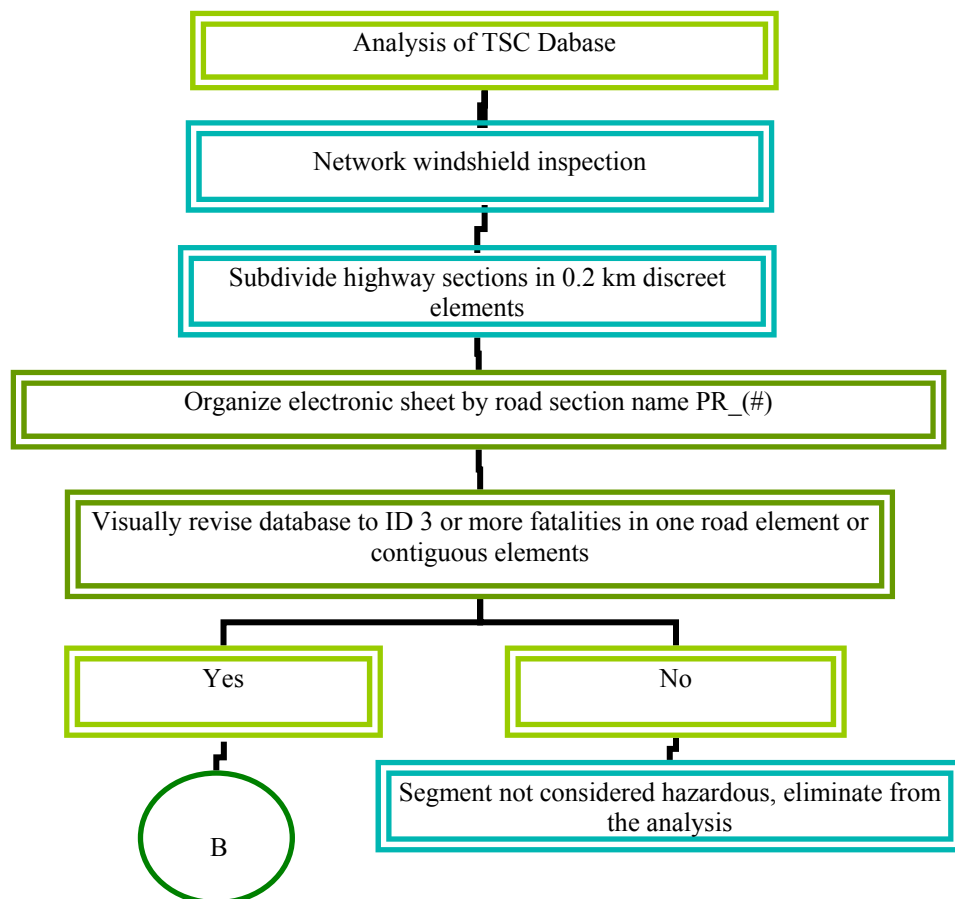 Analysis of TSC Dabase
Network windshield inspection
Subdivide highway sections in 0.2 km discreet
elements
Organize electronic sheet by road section name PR_(#)
Visually revise database to ID 3 or more fatalities in one road element or
contiguous elements
Yes
No
Segment not considered hazardous, eliminate from
the analysis
B